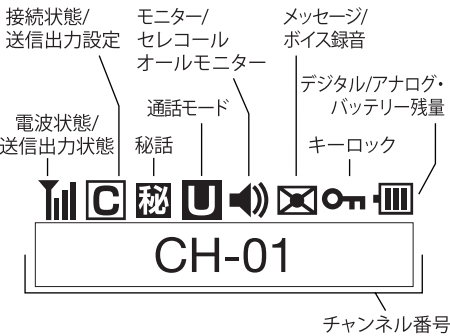 接続状態/
送信出力設定
モニター/
セレコール
オールモニター
メッセージ/
ボイス録音
デジタル/アナログ・
バッテリー残量
電波状態/
送信出力状態
秘話
通話モード
キーロック
C 秘 U
CH-01
チャンネル番号